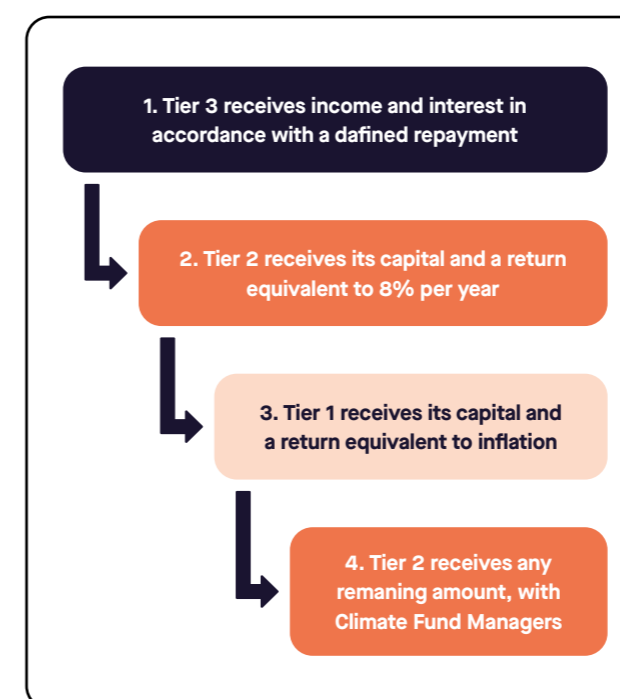 1. Tier 3 receives income and interest in
accordance with a dafined repayment
2. Tier 2 receives its capital and a return
equivalent to 8% per year
3. Tier 1 receives its capital and
a return equivalent to inflation
4. Tier 2 receives any
remaning amount, with
Climate Fund Managers